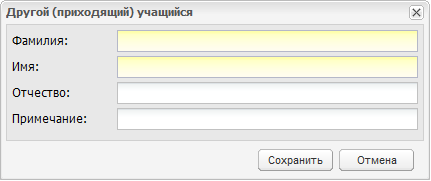 Другой (приходящий) учащийся
Фамилия:
Имя:
Отчество:
Примечание:
Сохранить Отмена